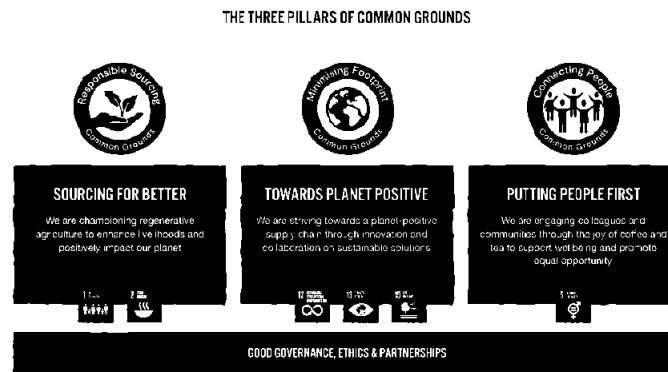 THE THREE PILLARS OF COMMON GROUNDS
Responsible Sourcing
Common Grounds
Minimising Footprint
Common Grounds
Connecting People
Common Grounds
SOURCING FOR BETTER
We are championing regenerative
agriculture to enhance livelihoods and
positively impact our planet
TOWARDS PLANET POSITIVE
We are striving towards a planet-positive
supply chain through innovation and
collaboration on sustainable solutions
PUTTING PEOPLE FIRST
We are engaging colleagues and
communities through the joy of coffee and
tea to support wellbeing and promote
equal opportunity
1
2
12
13
15
5
GOOD GOVERNANCE, ETHICS & PARTNERSHIPS